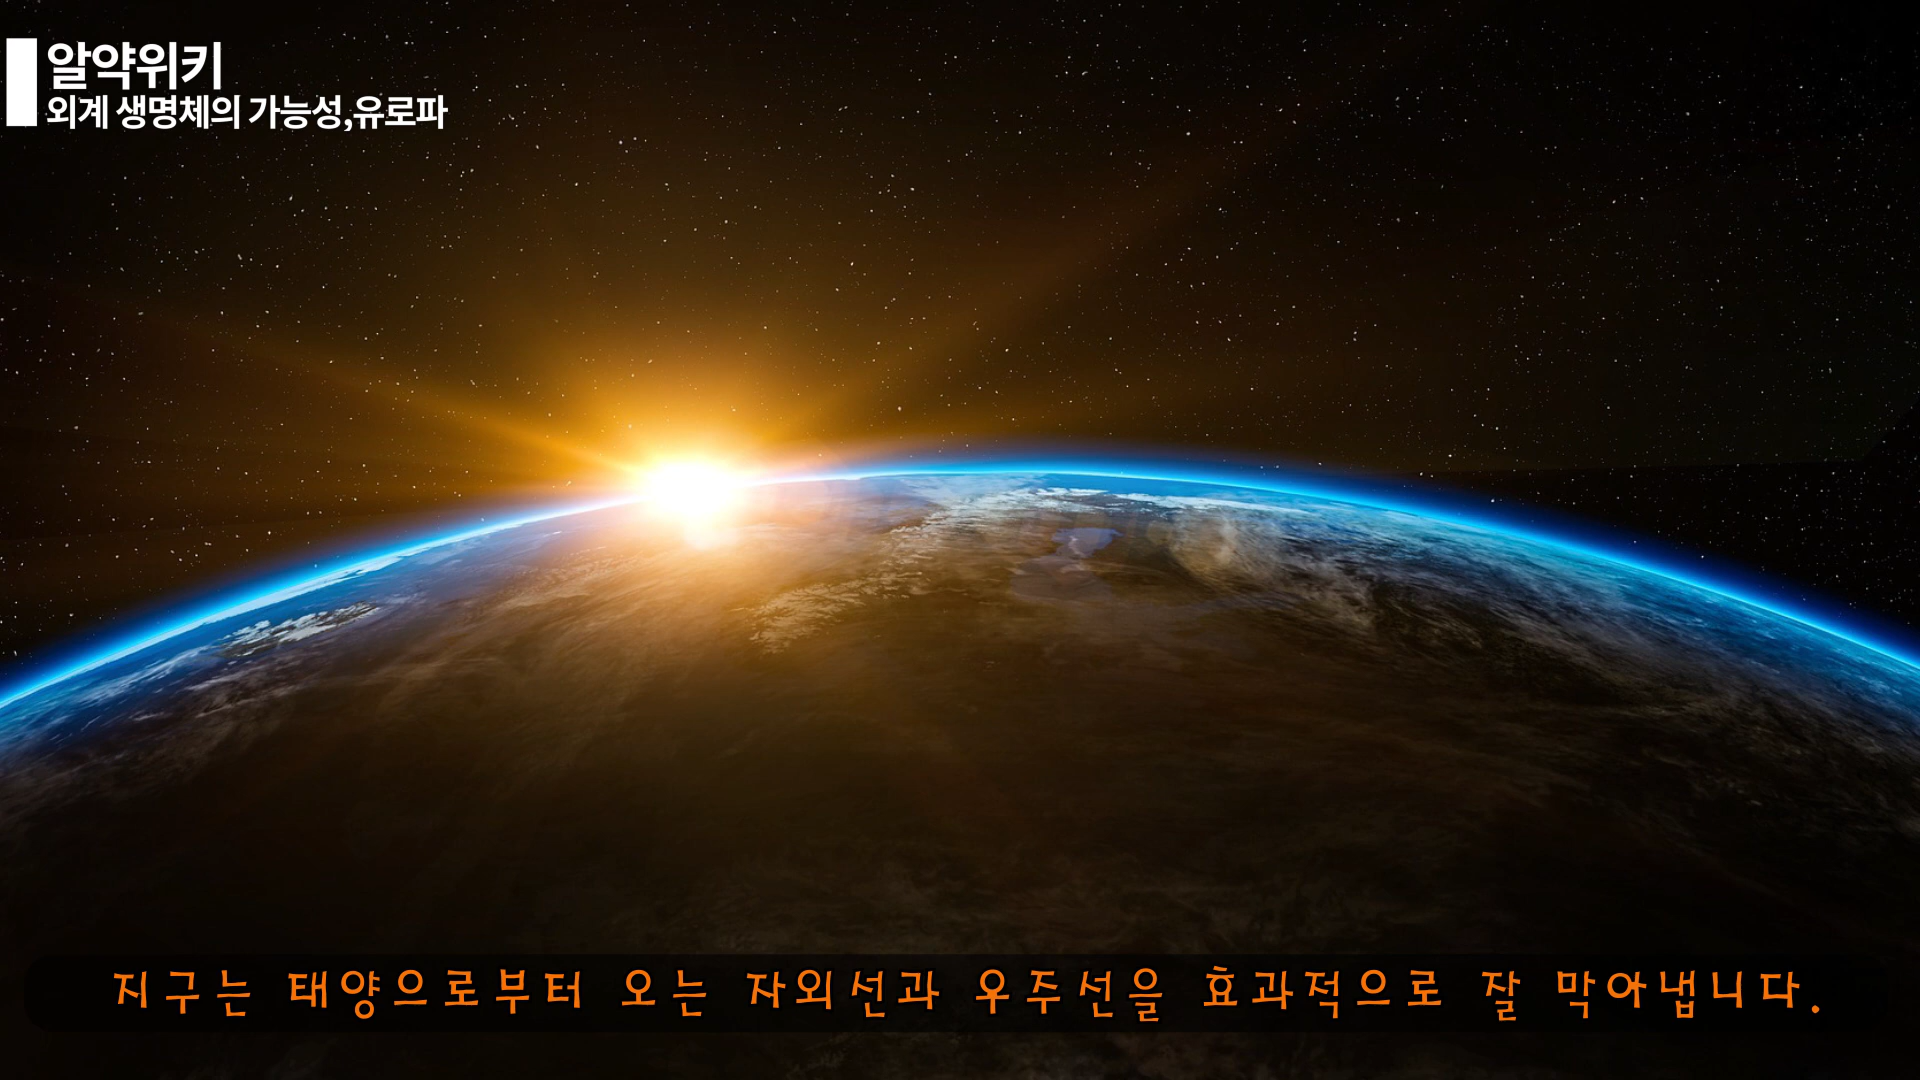 알약위키
외계 생명체의 가능성,유로파
지구는 태양으로부터 오는 자외선과 우주선을 효과적으로 잘 막아냅니다.